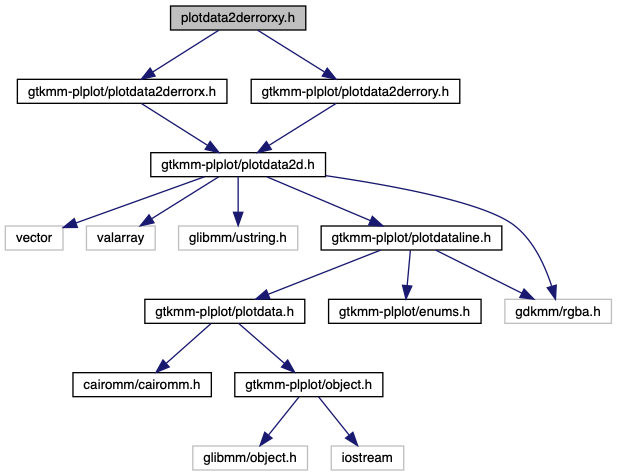 plotdata2derrorxy.h
gtkmm-plplot/plotdata2derrorx.h
gtkmm-plplot/plotdata2derrory.h
gtkmm-plplot/plotdata2d.h
vector
valarray
glibmm/ustring.h
gtkmm-plplot/plotdataline.h
gtkmm-plplot/plotdata.h
gtkmm-plplot/enums.h
gdkmm/rgba.h
cairomm/cairomm.h
gtkmm-plplot/object.h
glibmm/object.h
iostream